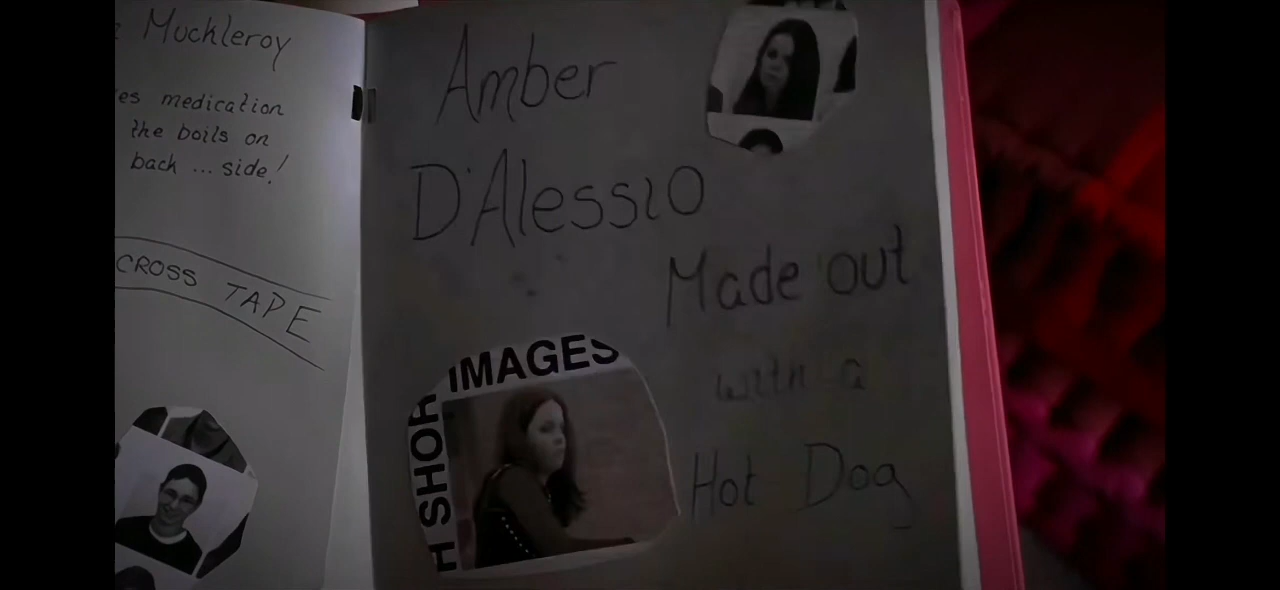 Muckleroy
es medication
the boils on
back ... side!
CROSS TAPE
Amber
D'Alessio
Made out
with a
Hot Dog
IMAGES
H SHOR